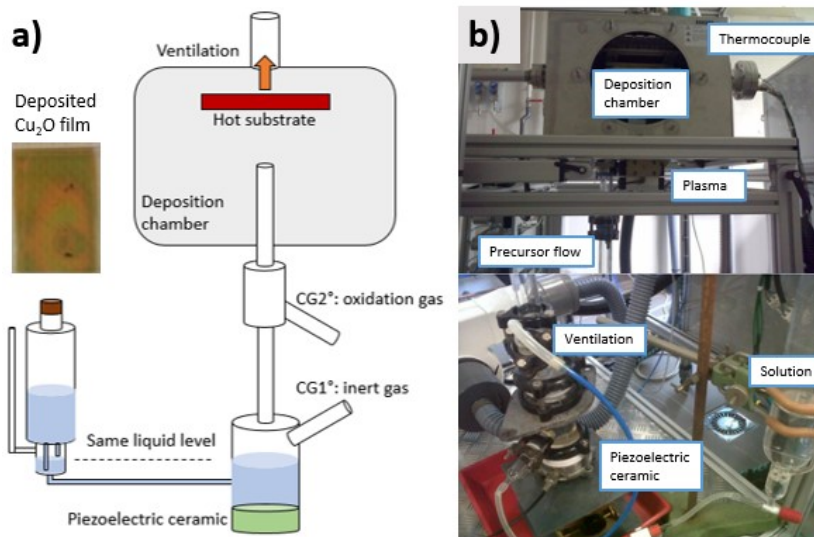 a)
Ventilation
Deposited
Cu₂O film
Hot substrate
Deposition
chamber
CG2°: oxidation gas
CG1°: inert gas
Same liquid level
Piezoelectric ceramic
b)
Thermocouple
Deposition
chamber
Plasma
Precursor flow
Ventilation
Solution
Piezoelectric
ceramic